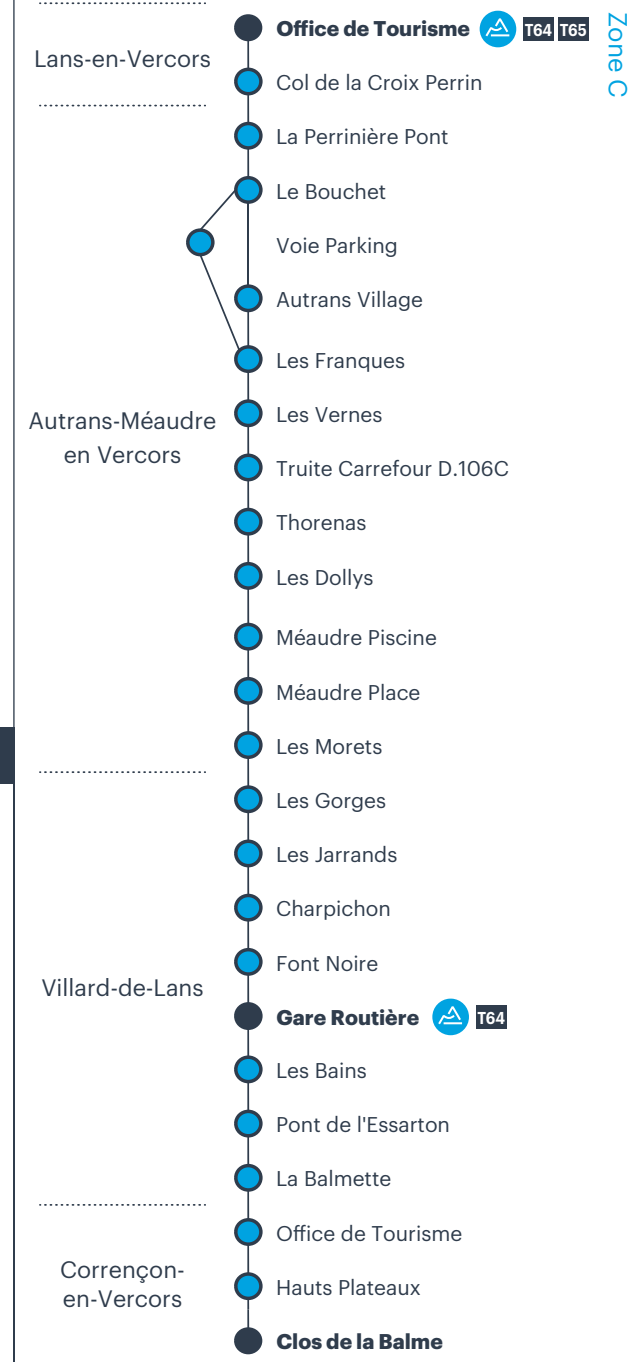 Zone C
Lans-en-Vercors
Office de Tourisme T64 T65
Col de la Croix Perrin
Autrans-Méaudre
en Vercors
La Perrinière Pont
Le Bouchet
Voie Parking
Autrans Village
Les Franques
Les Vernes
Truite Carrefour D.106C
Thorenas
Les Dollys
Méaudre Piscine
Méaudre Place
Les Morets
Villard-de-Lans
Les Gorges
Les Jarrands
Charpichon
Font Noire
Gare Routière T64
Les Bains
Pont de l'Essarton
La Balmette
Corrençon-
en-Vercors
Office de Tourisme
Hauts Plateaux
Clos de la Balme